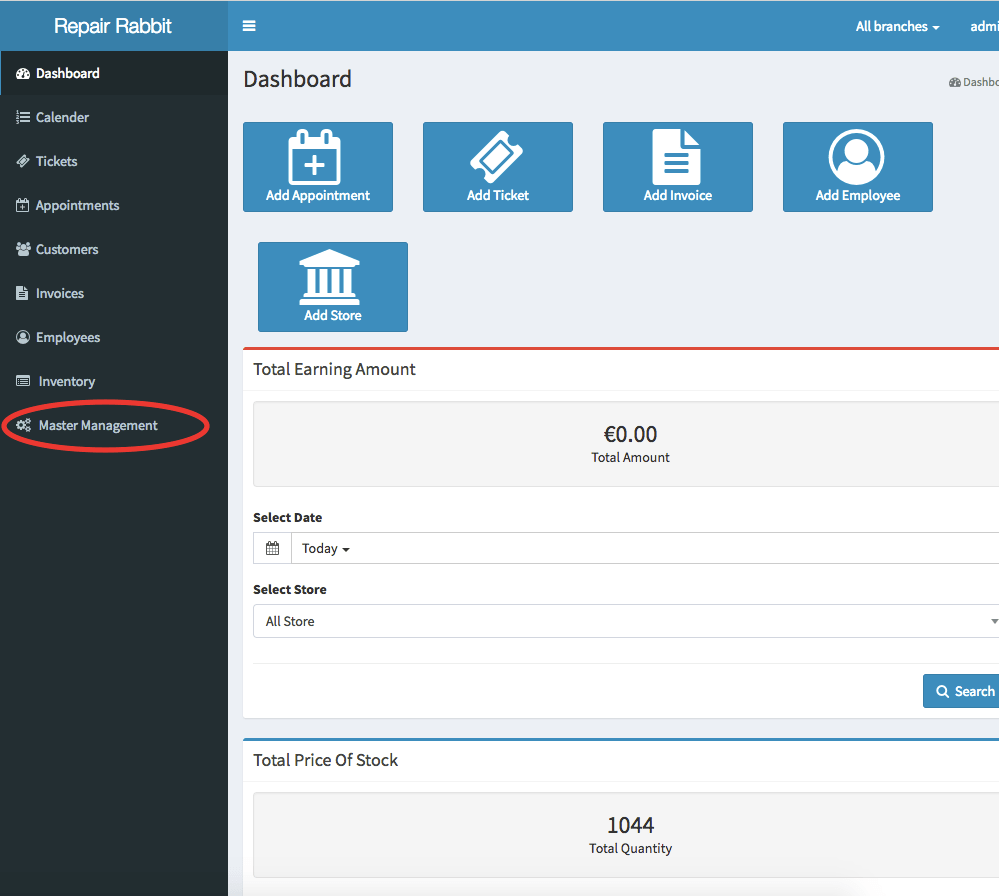 Repair Rabbit
All branches
admi
Dashboard
Calender
Tickets
Appointments
Customers
Invoices
Employees
Inventory
Master Management
Dashboard
Dashbo
Add Appointment
Add Ticket
Add Invoice
Add Employee
Add Store
Total Earning Amount
€0.00
Total Amount
Select Date
Today
Select Store
All Store
Search
Total Price Of Stock
1044
Total Quantity